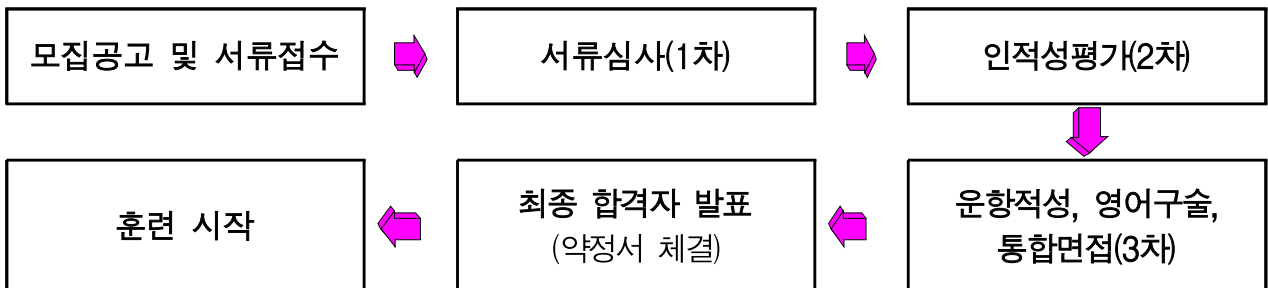 모집공고 및 서류접수
서류심사(1차)
인적성평가(2차)
운항적성, 영어구술,
통합면접(3차)
최종 합격자 발표
(약정서 체결)
훈련 시작